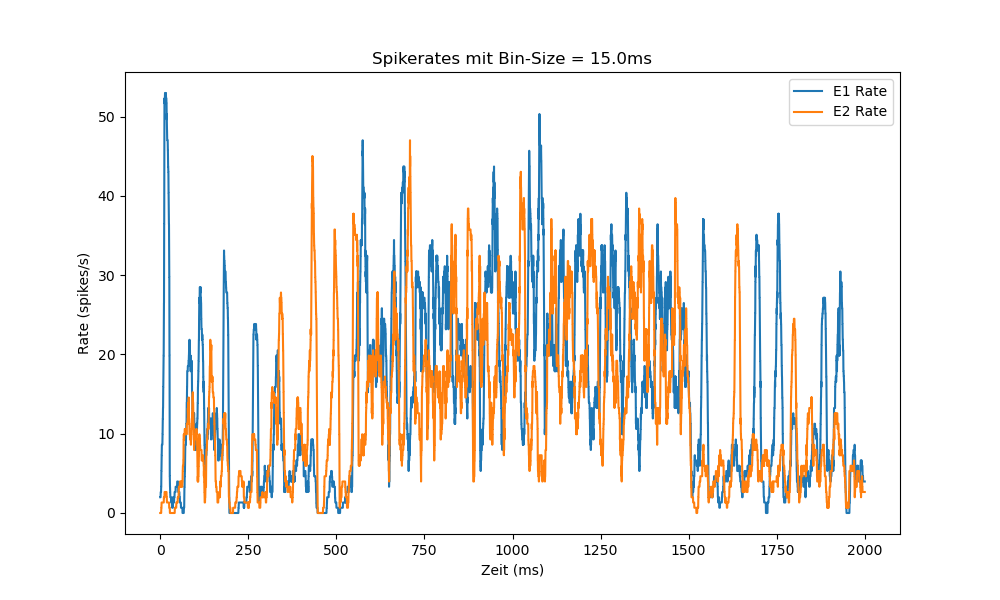 Spikerates mit Bin-Size = 15.0ms
E1 Rate
E2 Rate
50
40
30
20
10
0
Rate (spikes/s)
0 250 500 750 1000 1250 1500 1750 2000
Zeit (ms)